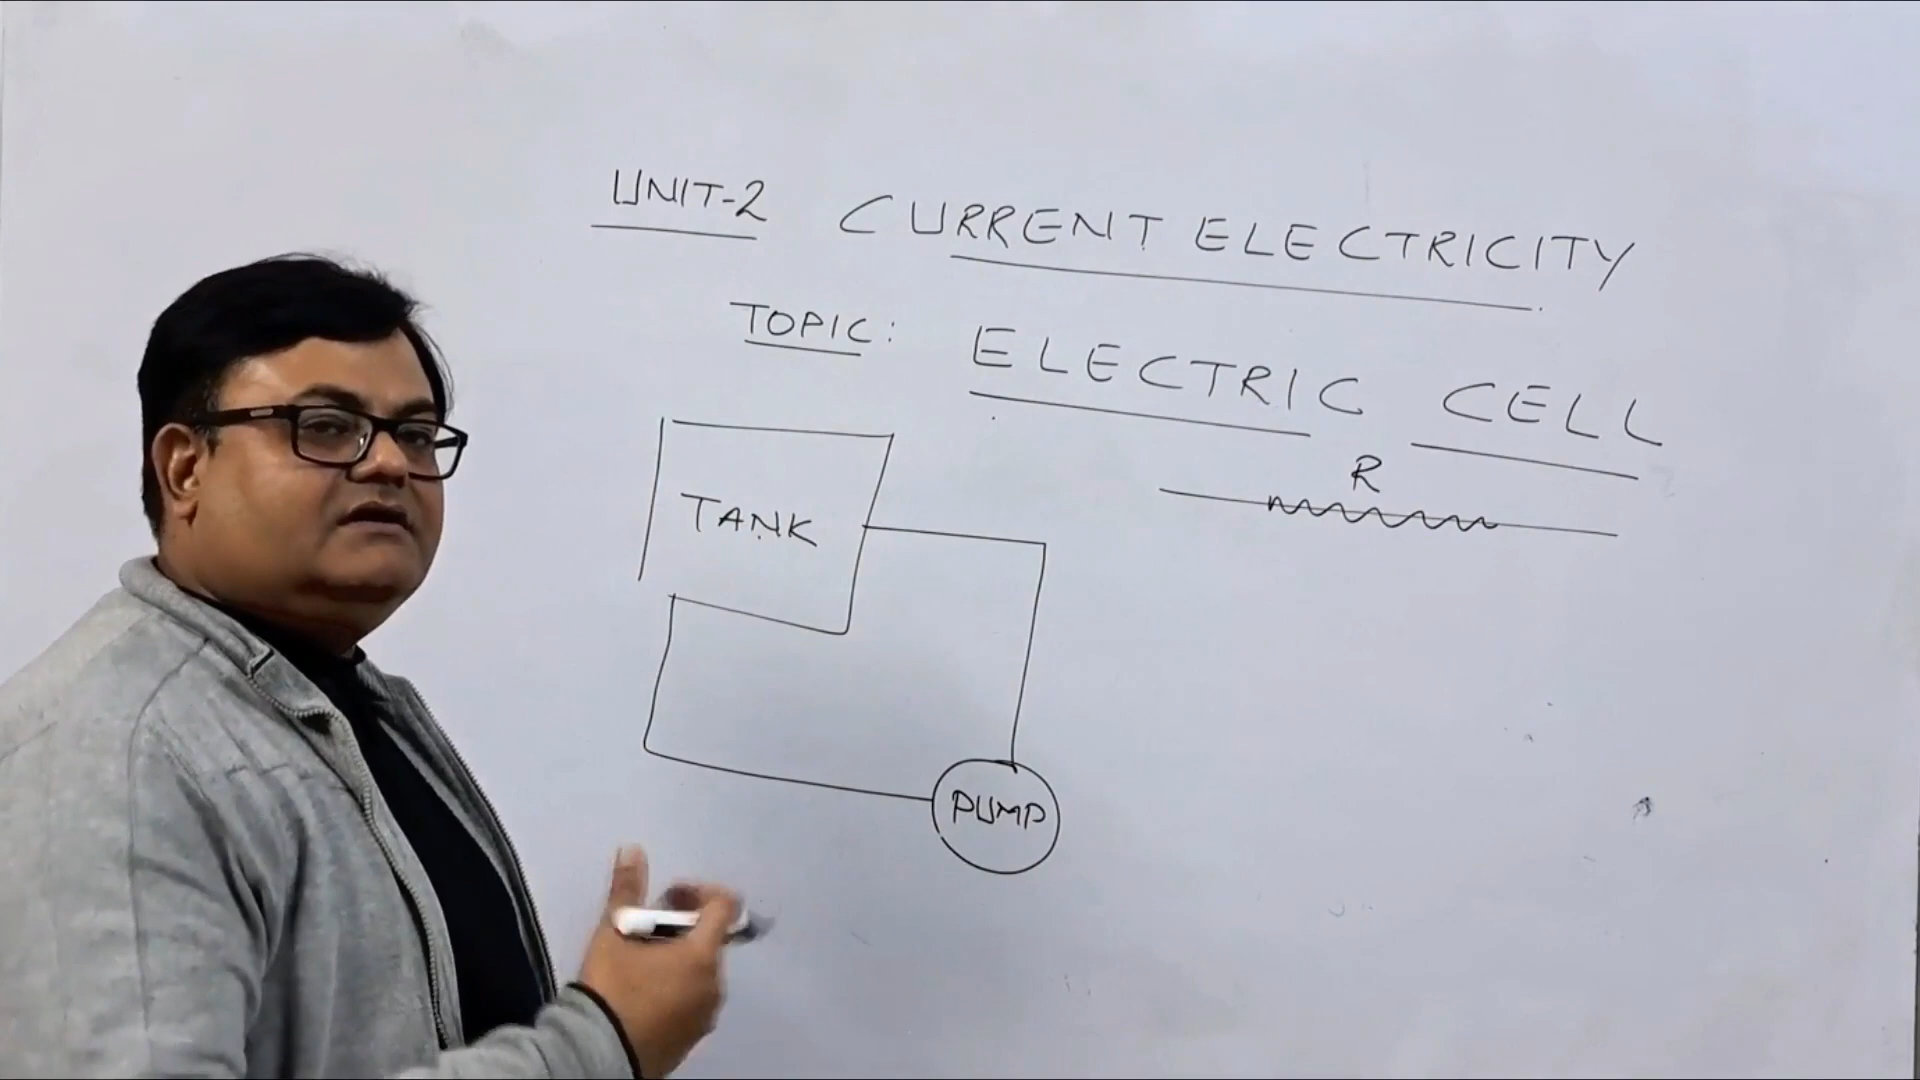 UNIT-2 CURRENT ELECTRICITY
TOPIC: ELECTRIC CELL
R
TANK
PUMP